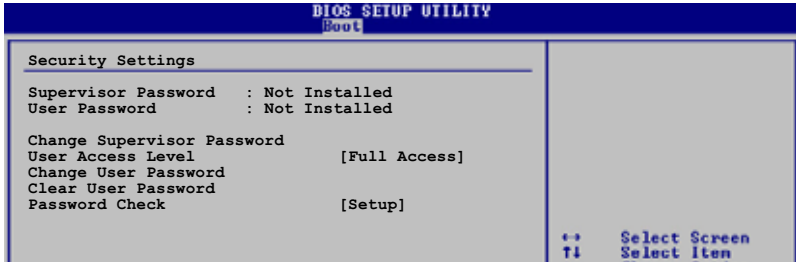 BIOS SETUP UTILITY
Boot
Security Settings
Supervisor Password : Not Installed
User Password : Not Installed
Change Supervisor Password
User Access Level [Full Access]
Change User Password
Clear User Password
Password Check [Setup]
↔ Select Screen
↑↓ Select Item